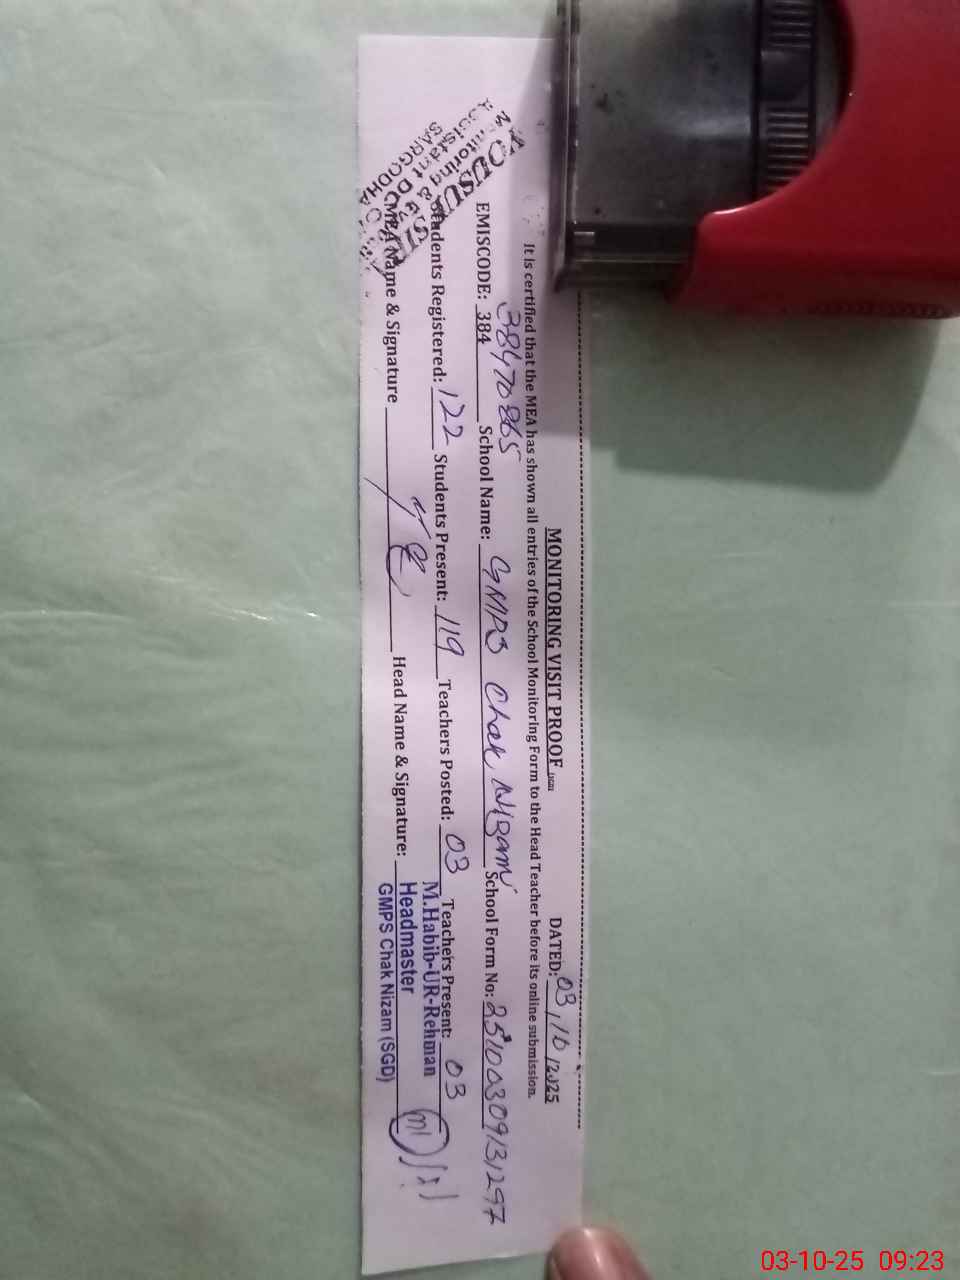 MONITORING VISIT PROOF (SGD)
DATED: 03/10/2025
It is certified that the MEA has shown all entries of the School Monitoring Form to the Head Teacher before its online submission.
38470865
EMISCODE: 384 School Name: GMPS Chak Nizam School Form No: 25100309131297
Students Registered: 122 Students Present: 119 Teachers Posted: 03 Teachers Present: 03
MEA Name & Signature Head Name & Signature:
M.Habib-UR-Rehman
Headmaster
GMPS Chak Nizam (SGD)
Monitoring &
Assistant
SARGODHA
03-10-25 09:23